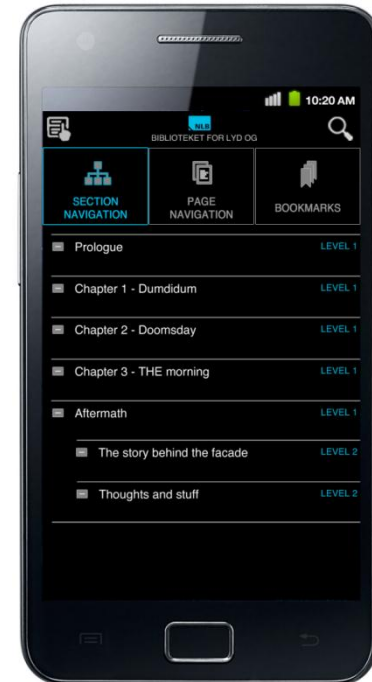 10:20 AM
NLB
BIBLIOTEKET FOR LYD OG
SECTION
NAVIGATION
PAGE
NAVIGATION
BOOKMARKS
Prologue LEVEL 1
Chapter 1 - Dumdidum LEVEL 1
Chapter 2 - Doomsday LEVEL 1
Chapter 3 - THE morning LEVEL 1
Aftermath LEVEL 1
The story behind the facade LEVEL 2
Thoughts and stuff LEVEL 2